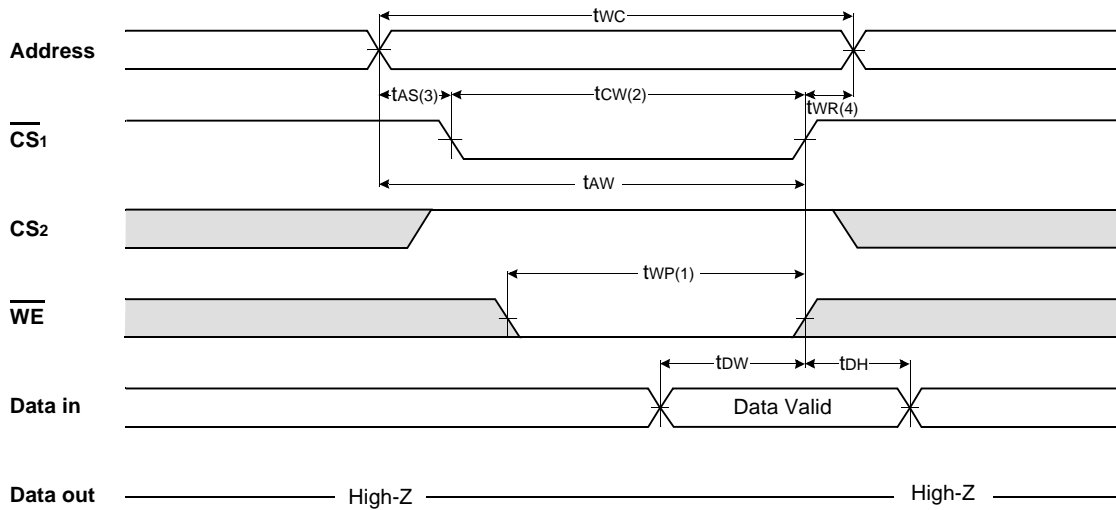 tWC
Address
tAS(3) tCW(2) tWR(4)
CS1
tAW
CS2
tWP(1)
WE
tDW tDH
Data in Data Valid
Data out High-Z High-Z